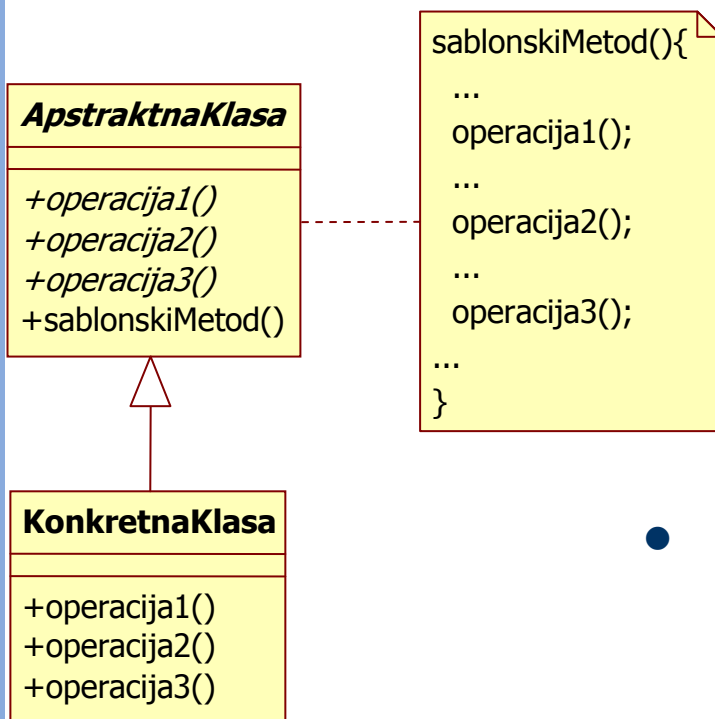 ApstraktnaKlasa
+operacija1()
+operacija2()
+operacija3()
+sablonskiMetod()
sablonskiMetod(){
...
operacija1();
...
operacija2();
...
operacija3();
...
}
KonkretnaKlasa
+operacija1()
+operacija2()
+operacija3()